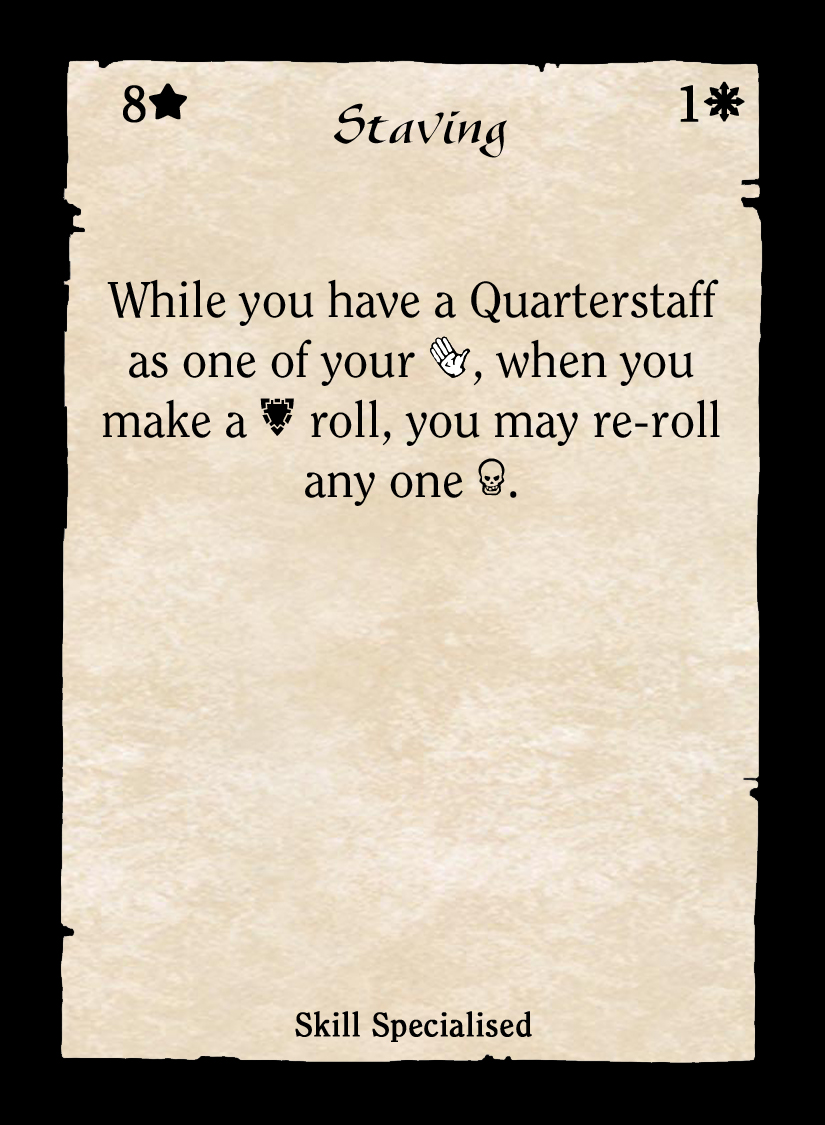 8★
Staving
1
While you have a Quarterstaff
as one of your , when you
make a roll, you may re-roll
any one .
Skill Specialised